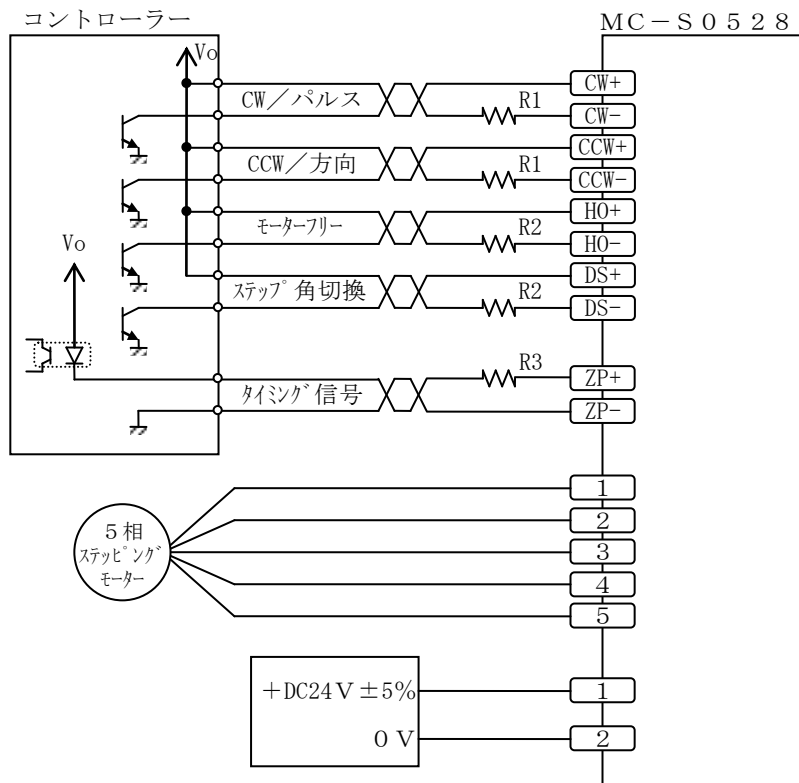 コントローラー
MC-S0528
Vo
CW+
CW/パルス
R1
CW-
CCW+
CCW/方向
R1
CCW-
HO+
モーターフリー
R2
HO-
Vo
DS+
ステップ角切換
R2
DS-
R3
ZP+
タイミング信号
ZP-
1
2
5相
ステッピング
モーター
3
4
5
+DC24V±5%
1
0V
2